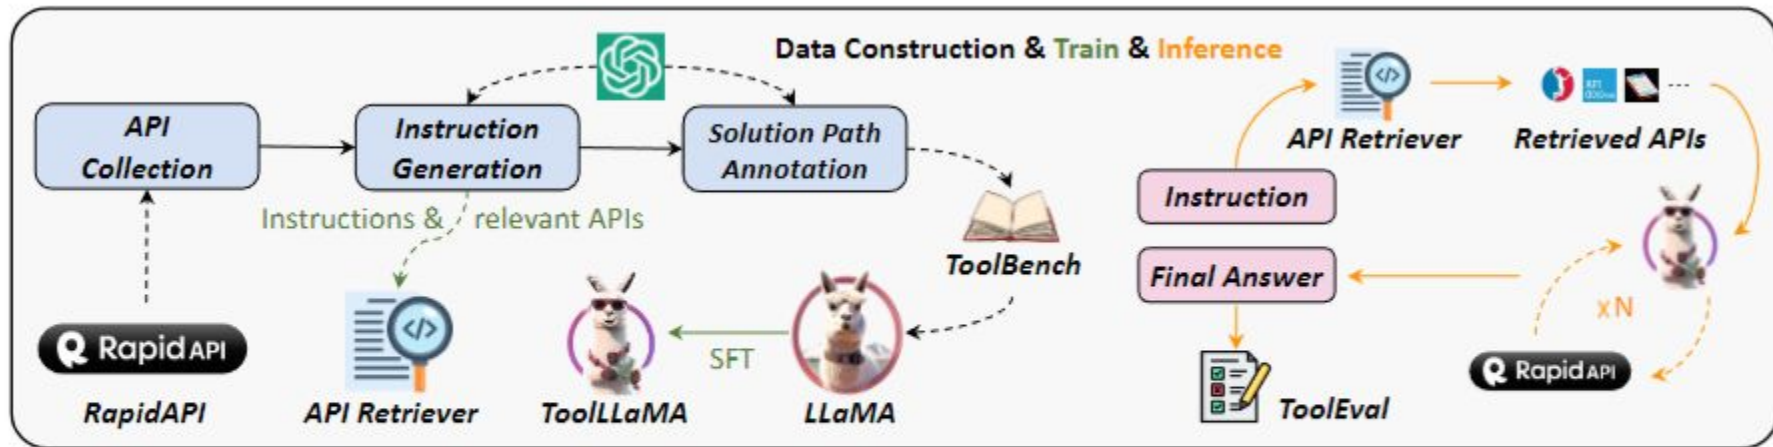 Data Construction & Train & Inference
API
Collection
Instruction
Generation
Solution Path
Annotation
Instructions & relevant APIs
ToolBench
RapidAPI
RapidAPI
API Retriever
ToolLLaMA
SFT
LLaMA
API Retriever
Retrieved APIs
...
Instruction
Final Answer
xN
RapidAPI
ToolEval